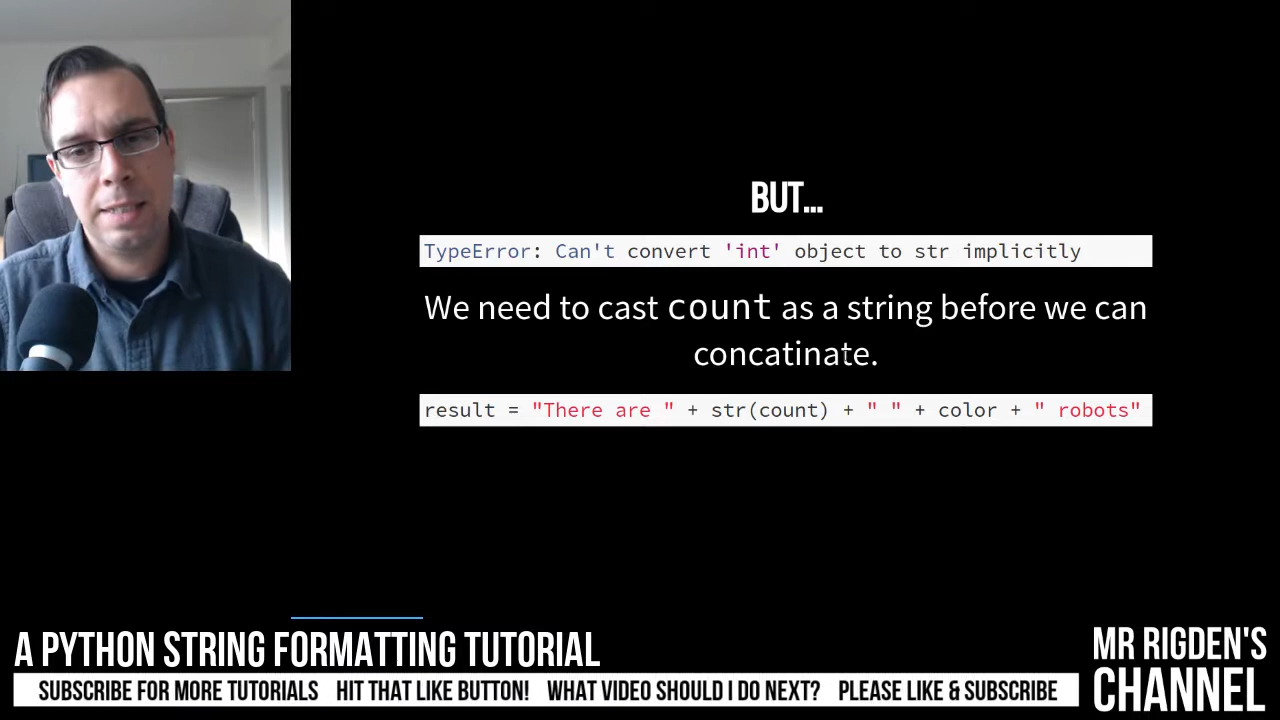 BUT...
TypeError: Can't convert 'int' object to str implicitly
We need to cast count as a string before we can
concatinate.
result = "There are " + str(count) + " " + color + " robots"
A PYTHON STRING FORMATTING TUTORIAL
SUBSCRIBE FOR MORE TUTORIALS HIT THAT LIKE BUTTON! WHAT VIDEO SHOULD I DO NEXT? PLEASE LIKE & SUBSCRIBE
MR RIGDEN'S
CHANNEL